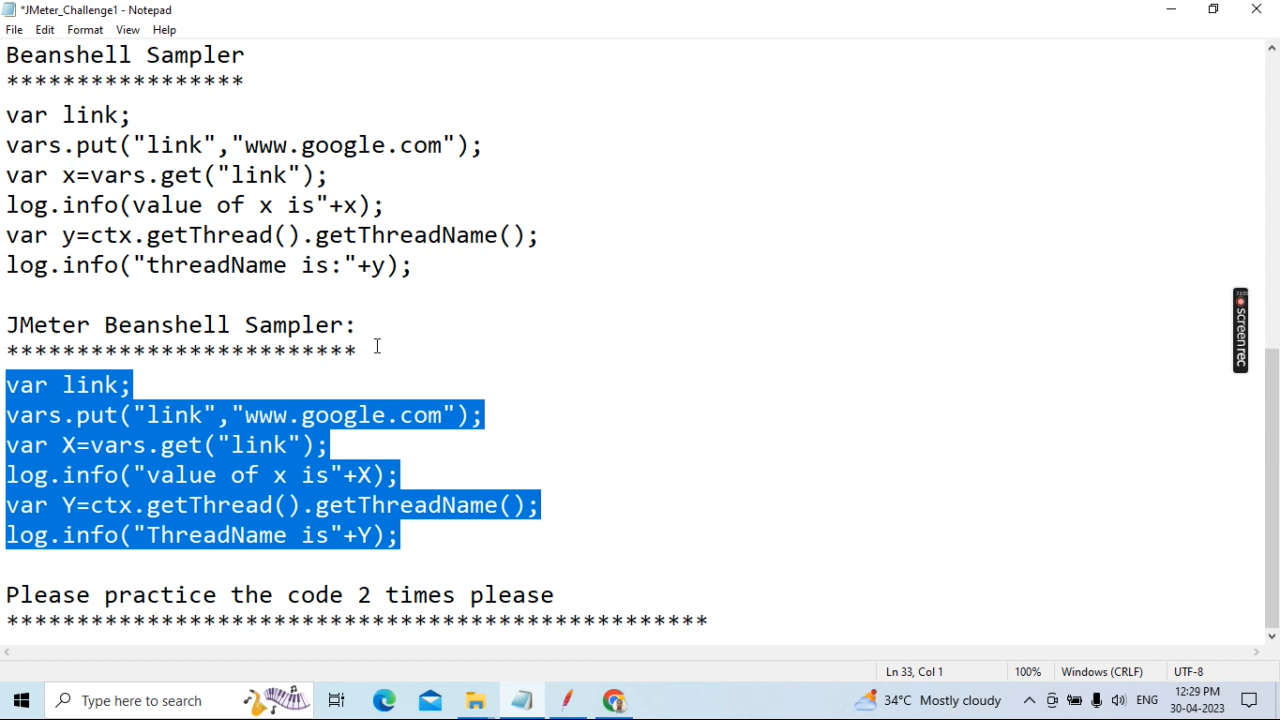 *JMeter_Challenge1 - Notepad
File Edit Format View Help
Beanshell Sampler
*****************
var link;
vars.put("link","www.google.com");
var x=vars.get("link");
log.info(value of x is"+x);
var y=ctx.getThread().getThreadName();
log.info("threadName is:"+y);
JMeter Beanshell Sampler:
*************************
var link;
vars.put("link","www.google.com");
var X=vars.get("link");
log.info("value of x is"+X);
var Y=ctx.getThread().getThreadName();
log.info("ThreadName is"+Y);
Please practice the code 2 times please
**************************************************
screenrec
Ln 33, Col 1 100% Windows (CRLF) UTF-8
Type here to search 34°C Mostly cloudy ENG 12:29 PM
30-04-2023